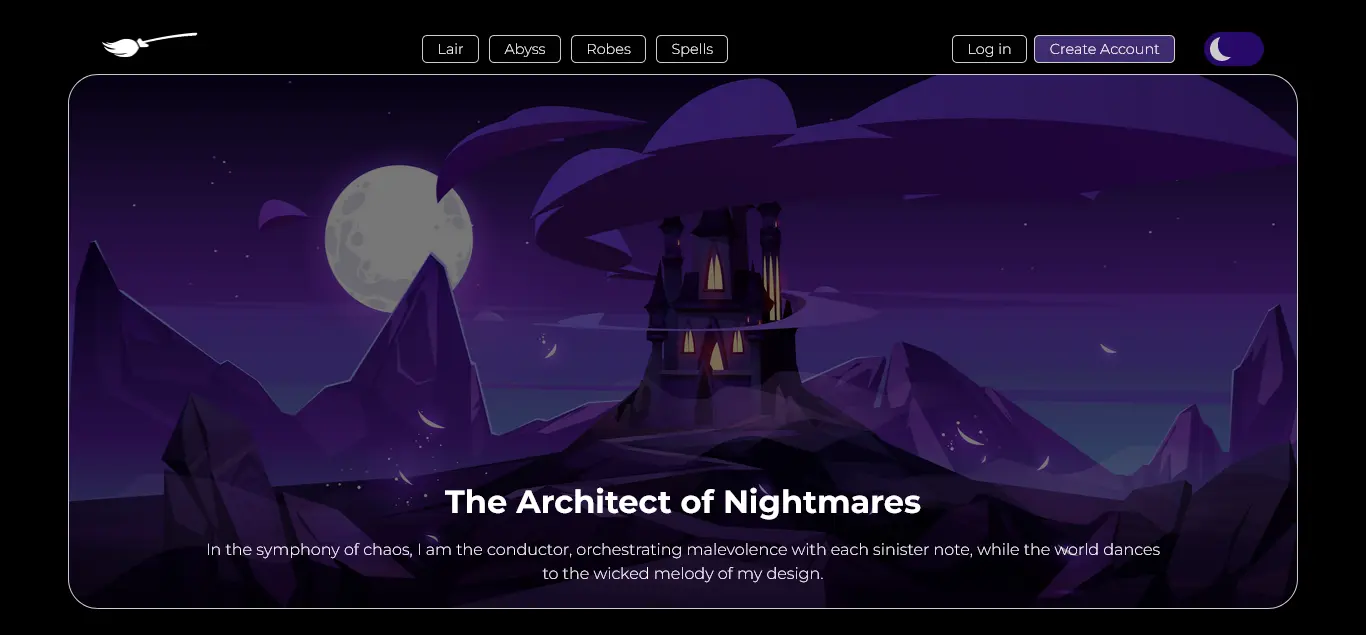 Lair
Abyss
Robes
Spells
Log in
Create Account
The Architect of Nightmares
In the symphony of chaos, I am the conductor, orchestrating malevolence with each sinister note, while the world dances
to the wicked melody of my design.